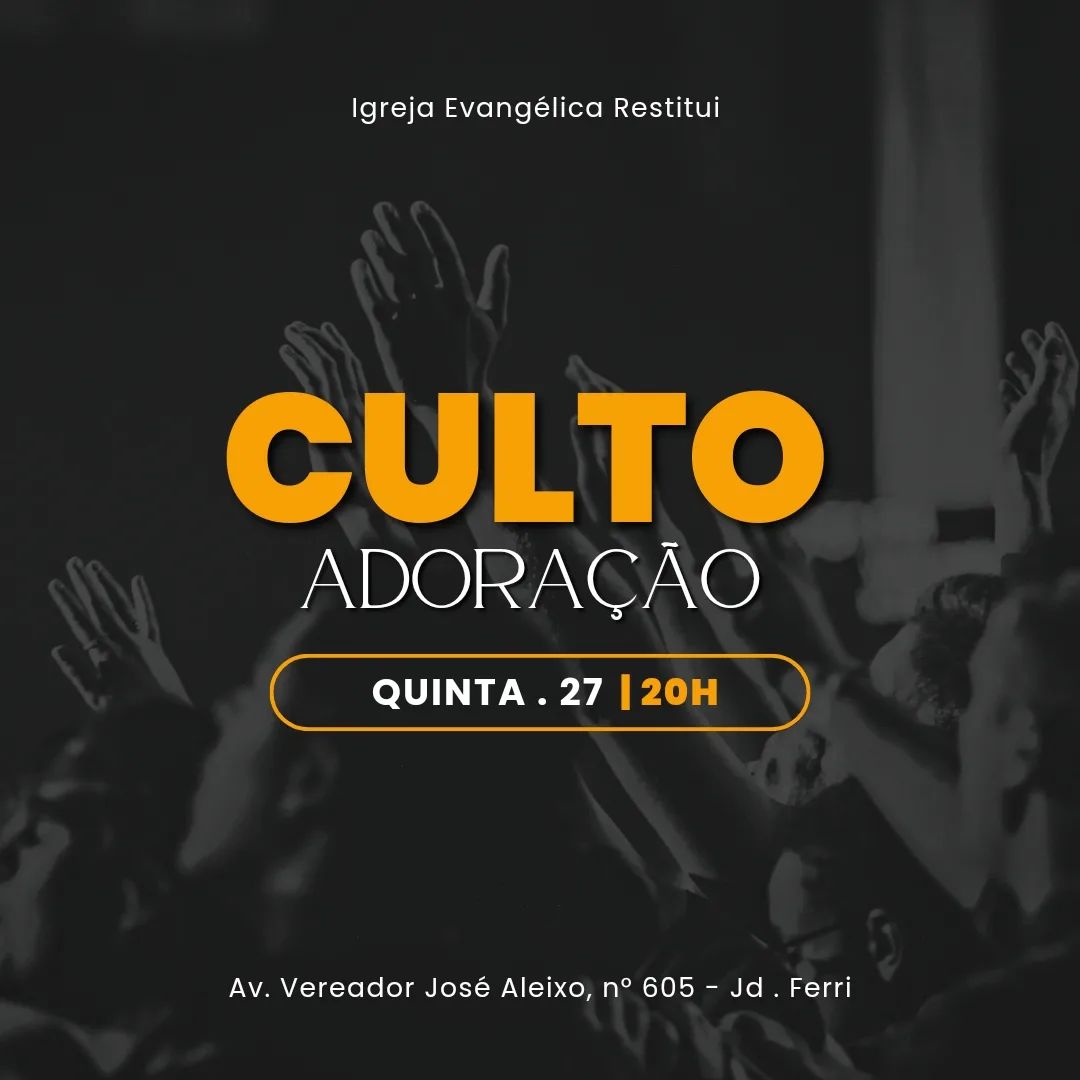 Igreja Evangélica Restitui
CULTO
ADORAÇÃO
QUINTA . 27 | 20H
Av. Vereador José Aleixo, nº 605 - Jd . Ferri